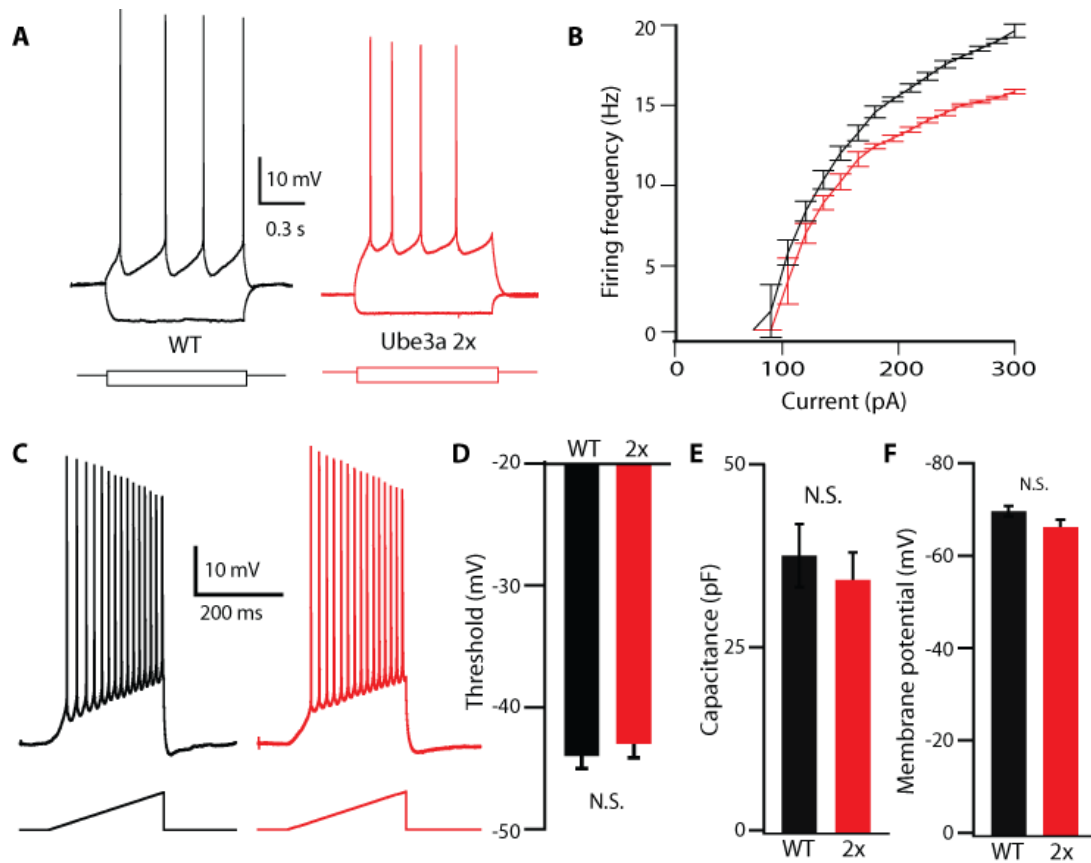 A
10 mV
0.3 s
WT
Ube3a 2x
B
Firing frequency (Hz)
20
15
10
5
0
0
100
200
300
Current (pA)
C
10 mV
200 ms
D
WT
2x
Threshold (mV)
-20
-30
-40
-50
N.S.
E
Capacitance (pF)
50
25
0
N.S.
WT
2x
F
Membrane potential (mV)
-80
-60
-40
-20
0
N.S.
WT
2x